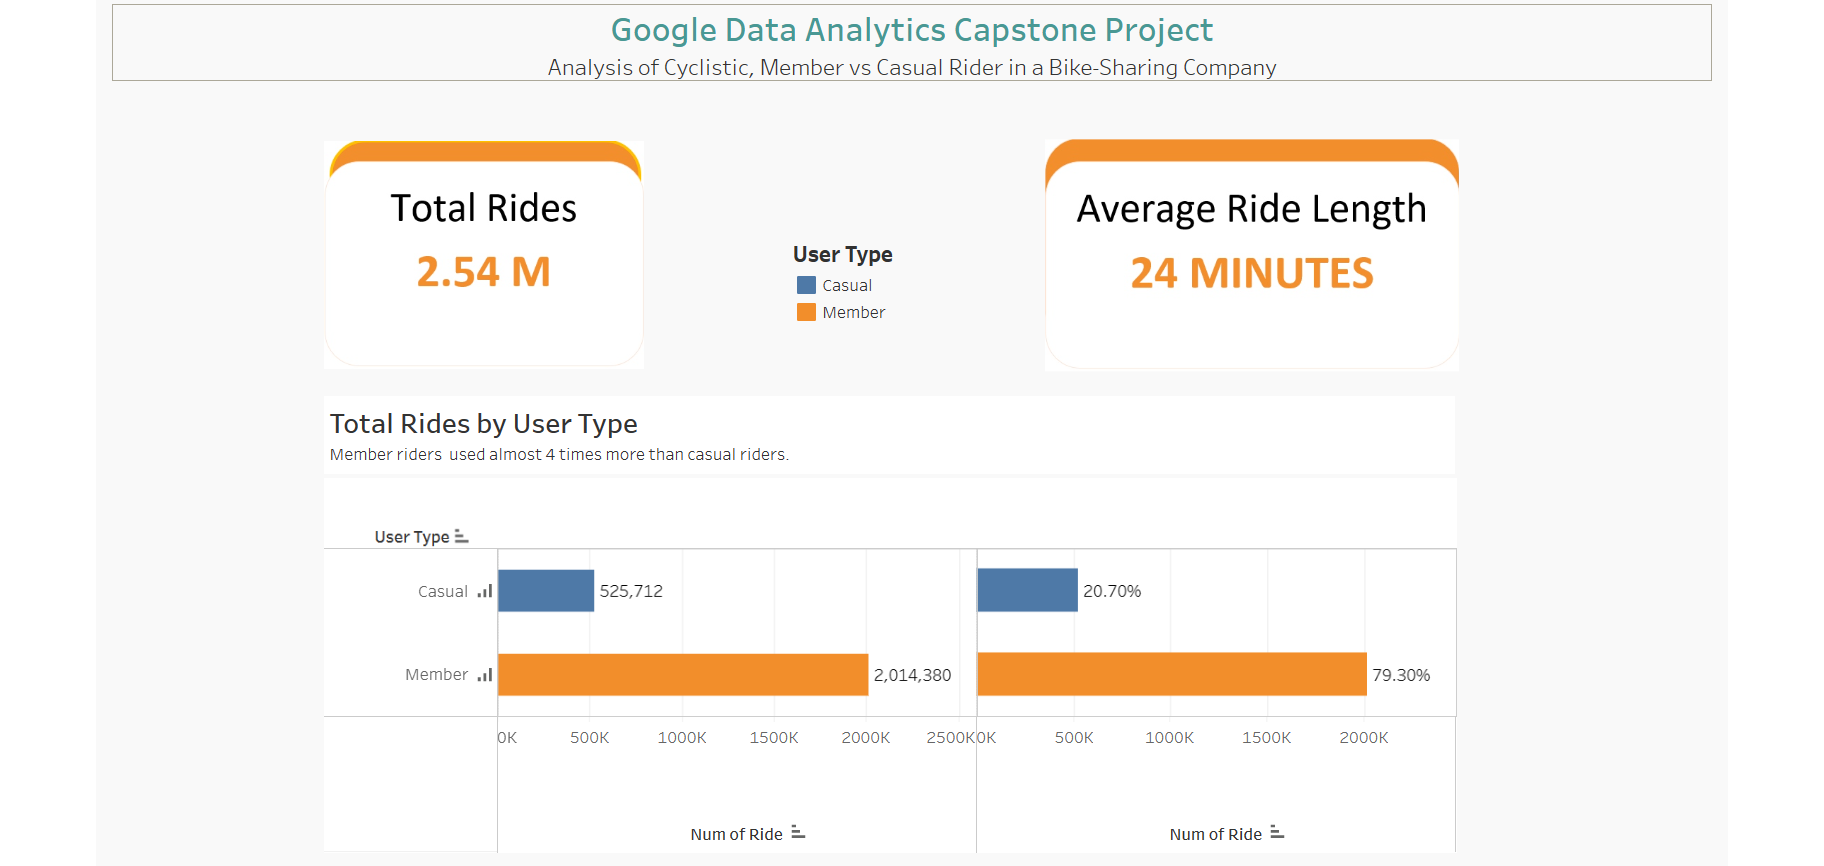 Google Data Analytics Capstone Project
Analysis of Cyclistic, Member vs Casual Rider in a Bike-Sharing Company
Total Rides
2.54 M
User Type
Casual
Member
Average Ride Length
24 MINUTES
Total Rides by User Type
Member riders used almost 4 times more than casual riders.
User Type
Casual 525,712 20.70%
Member 2,014,380 79.30%
0K 500K 1000K 1500K 2000K 2500K 0K 500K 1000K 1500K 2000K
Num of Ride Num of Ride